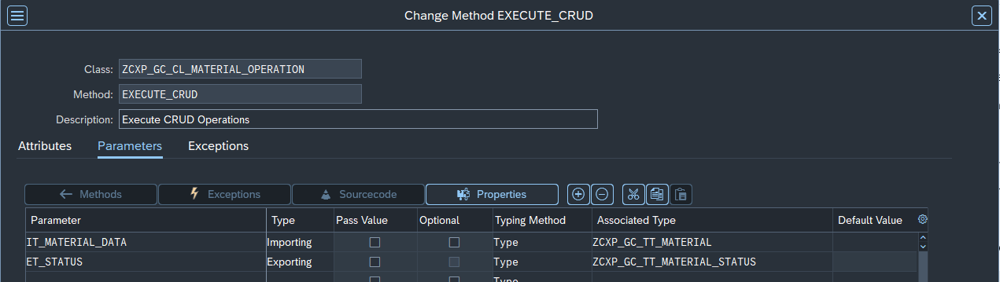 Change Method EXECUTE_CRUD
Class: ZCXP_GC_CL_MATERIAL_OPERATION
Method: EXECUTE_CRUD
Description: Execute CRUD Operations
Attributes Parameters Exceptions
Methods Exceptions Sourcecode Properties
Parameter Type Pass Value Optional Typing Method Associated Type Default Value
IT_MATERIAL_DATA Importing Type ZCXP_GC_TT_MATERIAL
ET_STATUS Exporting Type ZCXP_GC_TT_MATERIAL_STATUS
Type